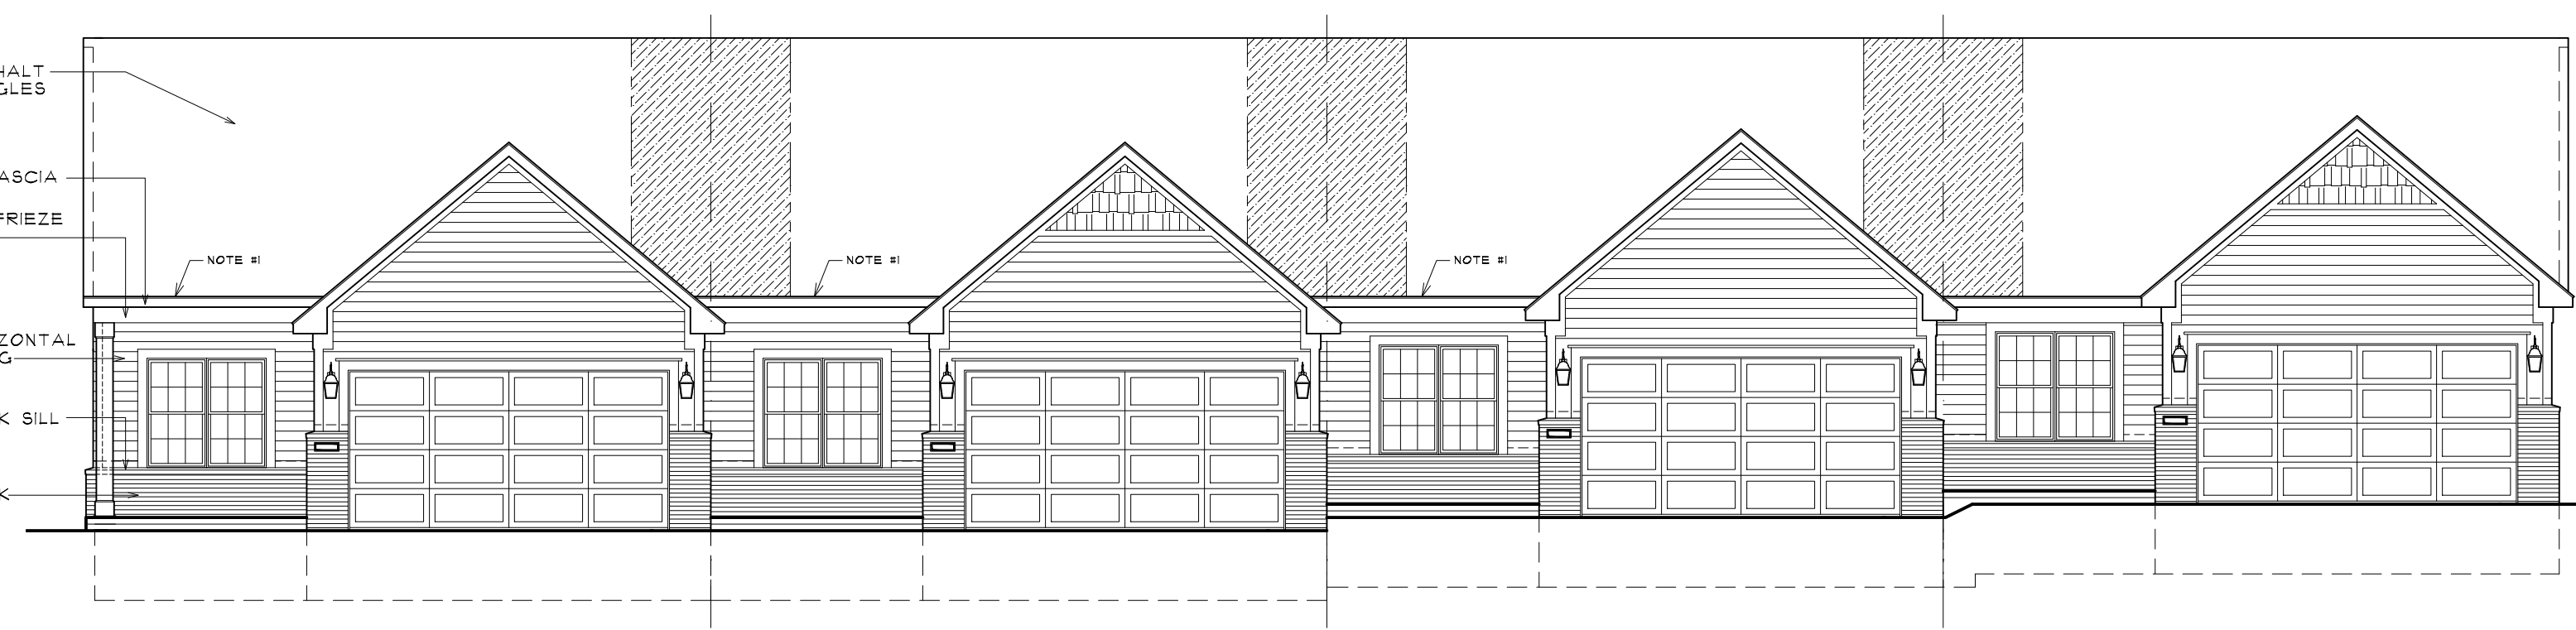 HALT
GLES
ASCIA
FRIEZE
NOTE #1
NOTE #1
NOTE #1
ZONTAL
G
K SILL
K